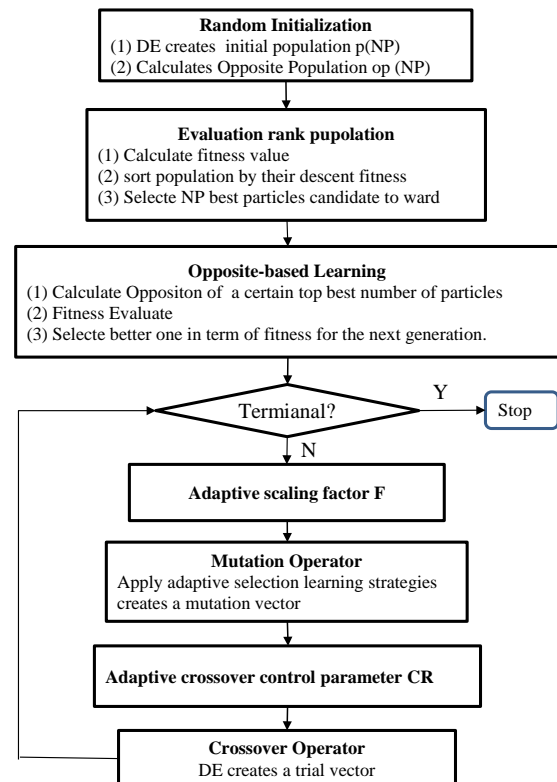 Random Initialization
(1) DE creates initial population p(NP)
(2) Calculates Opposite Population op (NP)
Evaluation rank pupolation
(1) Calculate fitness value
(2) sort population by their descent fitness
(3) Selecte NP best particles candidate to ward
Opposite-based Learning
(1) Calculate Oppositon of a certain top best number of particles
(2) Fitness Evaluate
(3) Selecte better one in term of fitness for the next generation.
Termianal?
Y
Stop
N
Adaptive scaling factor F
Mutation Operator
Apply adaptive selection learning strategies
creates a mutation vector
Adaptive crossover control parameter CR
Crossover Operator
DE creates a trial vector